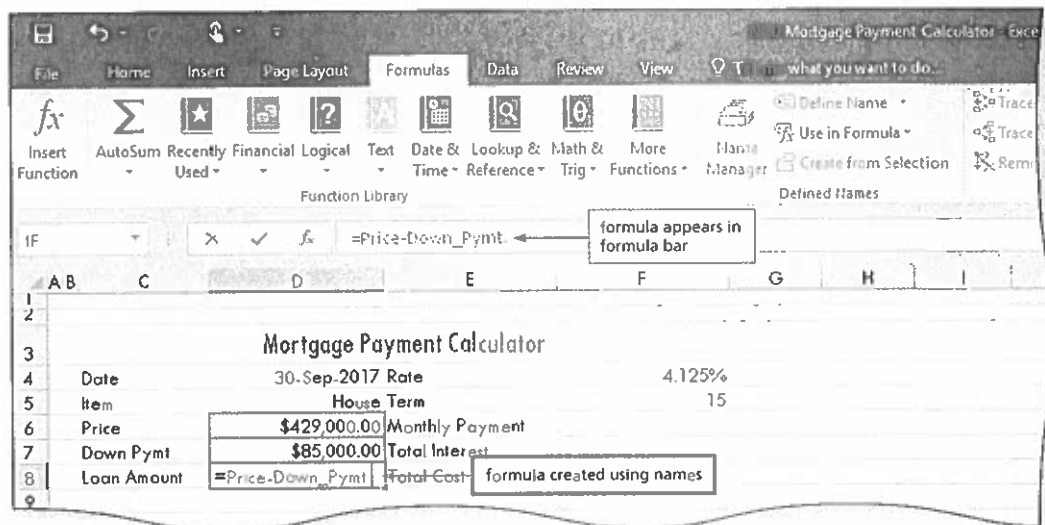 Mortgage Payment Calculator - Exce
File Home Insert Page Layout Formulas Data Review View what you want to do...
fx
Insert Function
AutoSum
Recently Used
Financial
Logical
Text
Date & Time
Lookup & Reference
Math & Trig
More Functions
Name Manager
Define Name
Use in Formula
Create from Selection
Trace
Trace
Function Library
Defined Names
fx =Price-Down_Pymt
formula appears in
formula bar
A B C D E F G H I
1
2
3 Mortgage Payment Calculator
4 Date 30-Sep-2017 Rate 4.125%
5 Item House Term 15
6 Price $429,000.00 Monthly Payment
7 Down Pymt $85,000.00 Total Interest
8 Loan Amount =Price-Down_Pymt Total Cost
formula created using names
9